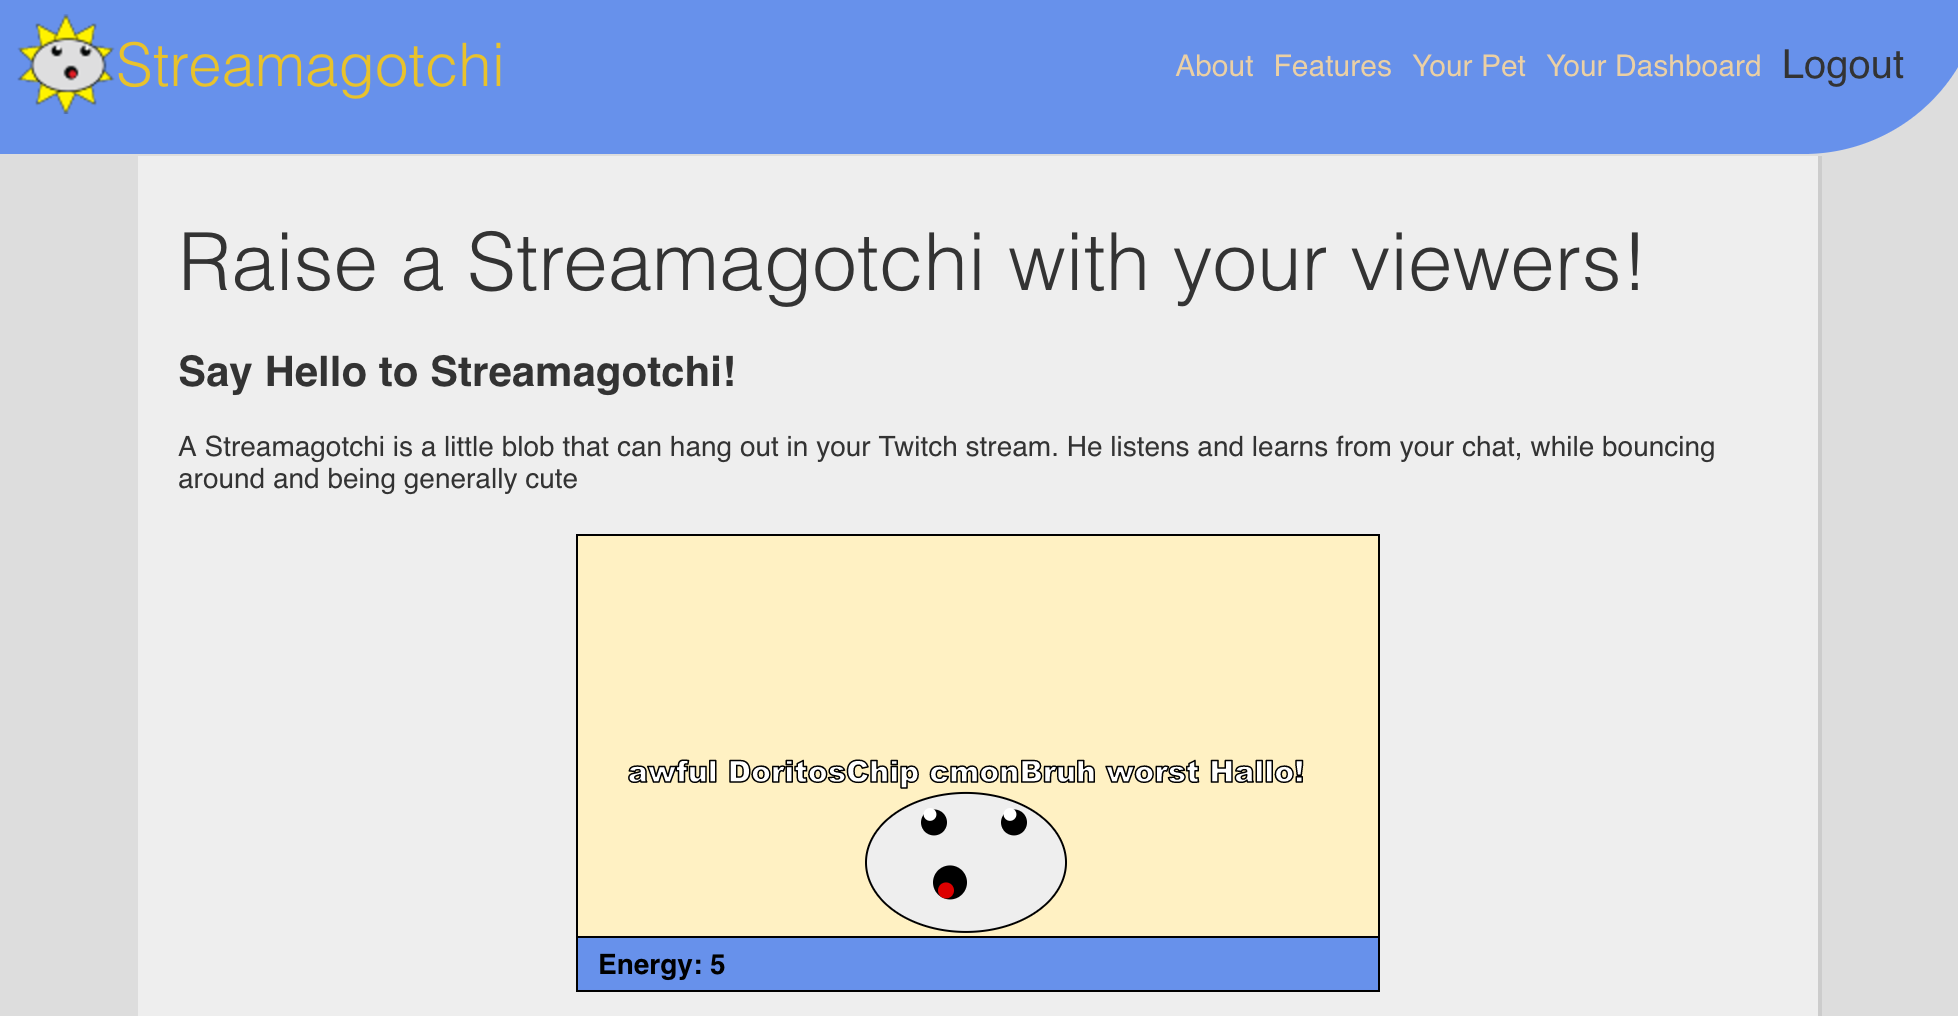 Streamagotchi
About Features Your Pet Your Dashboard Logout
Raise a Streamagotchi with your viewers!
Say Hello to Streamagotchi!
A Streamagotchi is a little blob that can hang out in your Twitch stream. He listens and learns from your chat, while bouncing
around and being generally cute
awful DoritosChip cmonBruh worst Hallo!
Energy: 5